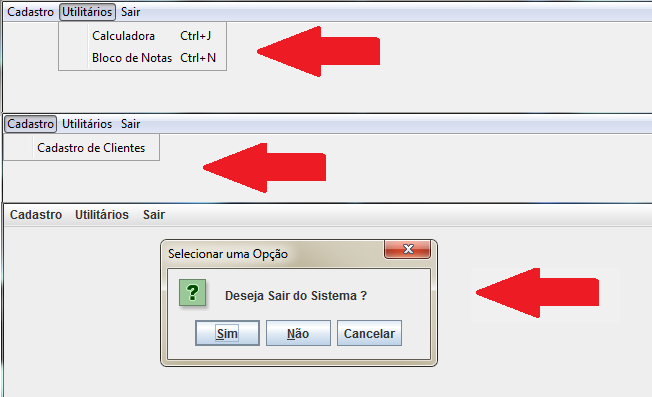 Cadastro Utilitários Sair
Calculadora Ctrl+J
Bloco de Notas Ctrl+N
Cadastro Utilitários Sair
Cadastro de Clientes
Cadastro Utilitários Sair
Selecionar uma Opção
? Deseja Sair do Sistema ?
Sim Não Cancelar